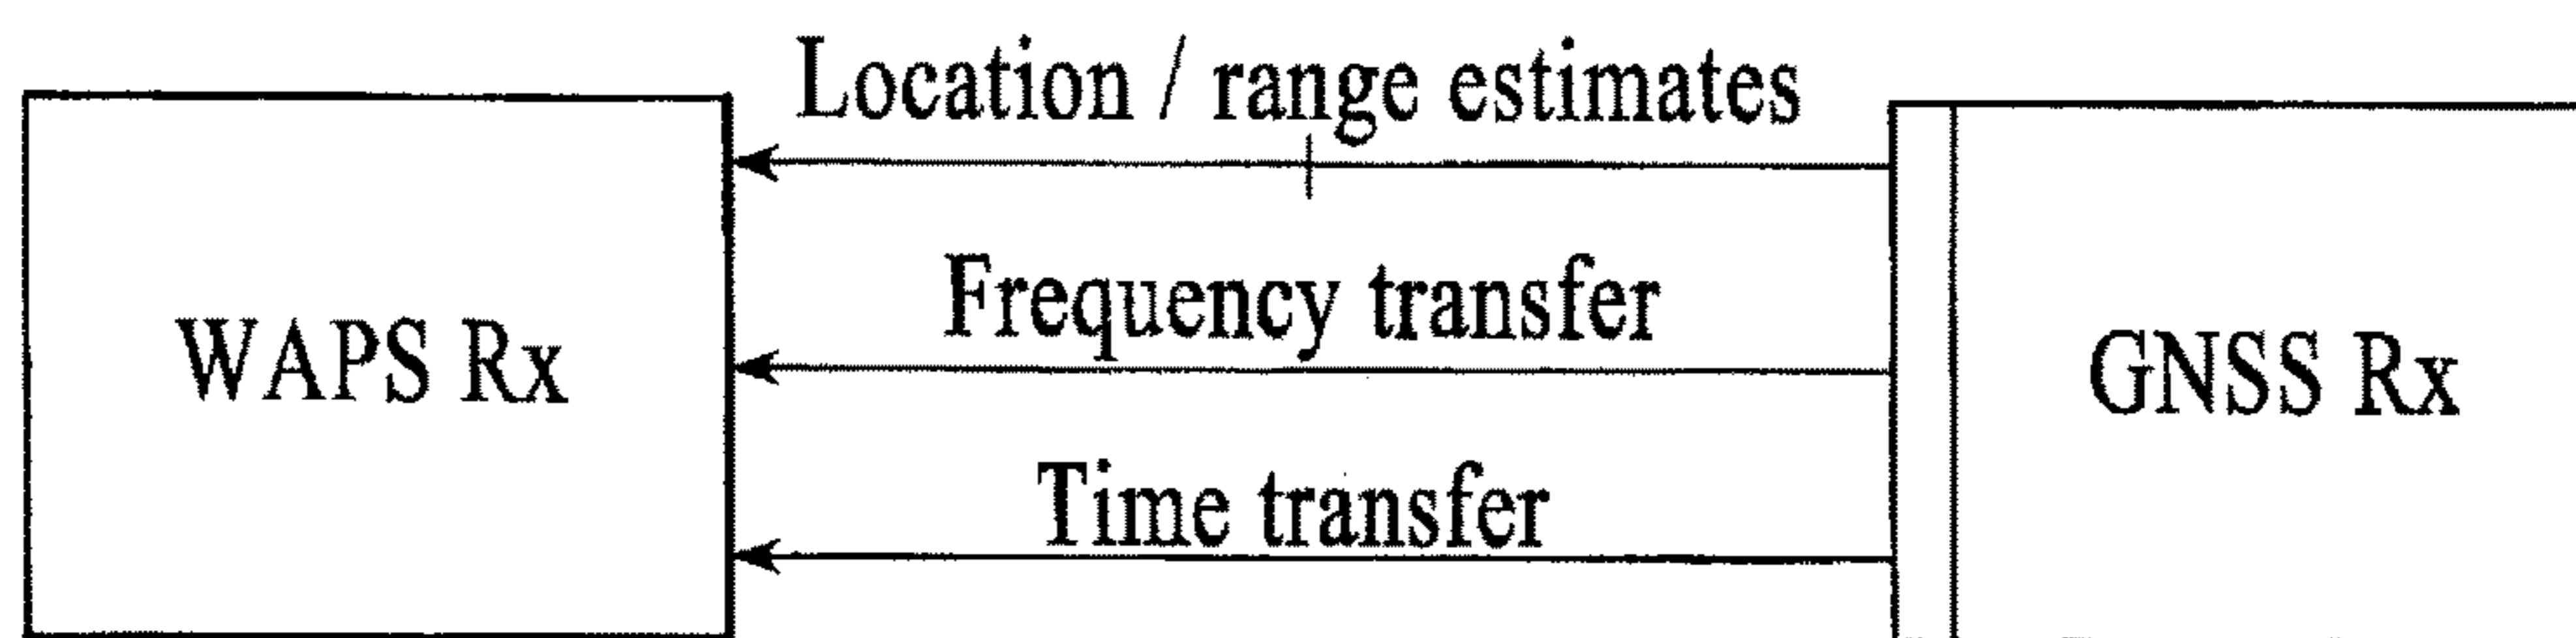 Location / range estimates
WAPS Rx
Frequency transfer
GNSS Rx
Time transfer